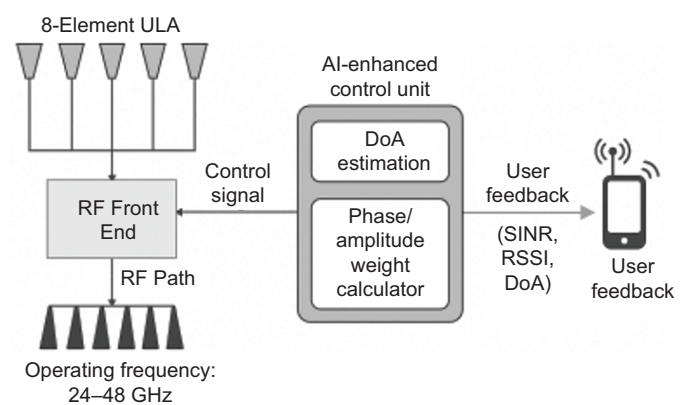 8-Element ULA
AI-enhanced
control unit
DoA
estimation
Control
signal
User
feedback
RF Front
End
Phase/
amplitude
weight
calculator
(SINR,
RSSI,
DoA)
User
feedback
RF Path
Operating frequency:
24–48 GHz